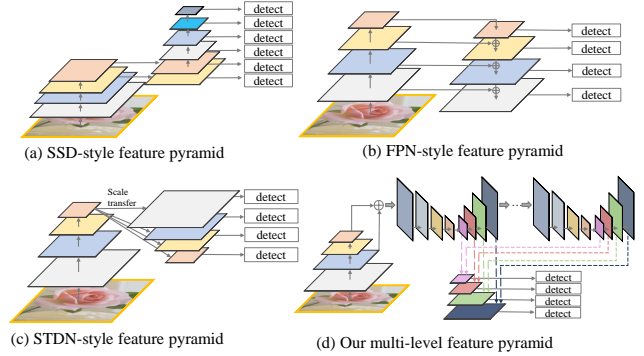 detect
detect
detect
detect
detect
detect
(a) SSD-style feature pyramid
detect
detect
detect
detect
(b) FPN-style feature pyramid
Scale
transfer
detect
detect
detect
detect
(c) STDN-style feature pyramid
...
detect
detect
detect
detect
(d) Our multi-level feature pyramid